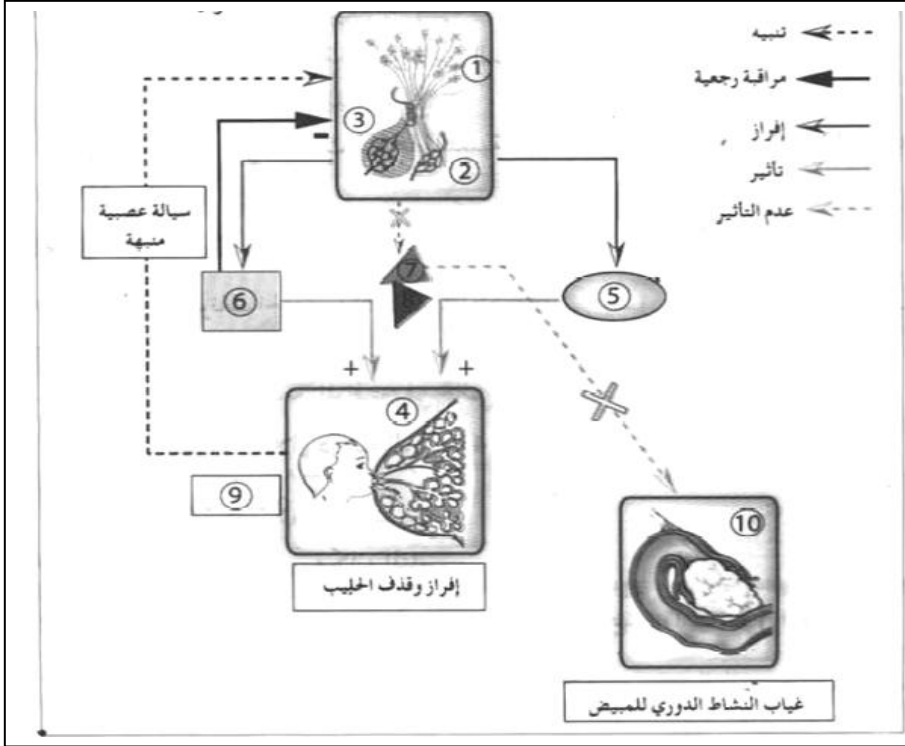 تنبيه
مراقبة رجعية
إفراز
تأثير
عدم التأثير
1
3
2
سيالة عصبية
منبهة
-
7
6
5
+ +
4
9
10
إفراز وقذف الحليب
غياب النشاط الدوري للمبيض